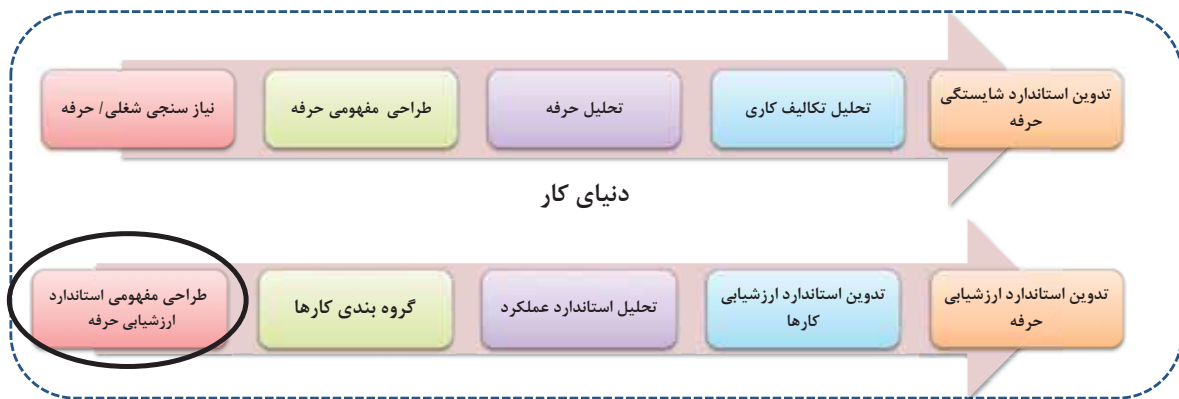 نیاز سنجی شغلی/ حرفه
طراحی مفهومی حرفه
تحلیل حرفه
تحلیل تکالیف کاری
تدوین استاندارد شایستگی
حرفه
دنیای کار
طراحی مفهومی استاندارد
ارزشیابی حرفه
گروه بندی کارها
تحلیل استاندارد عملکرد
تدوین استاندارد ارزشیابی
کارها
تدوین استاندارد ارزشیابی
حرفه